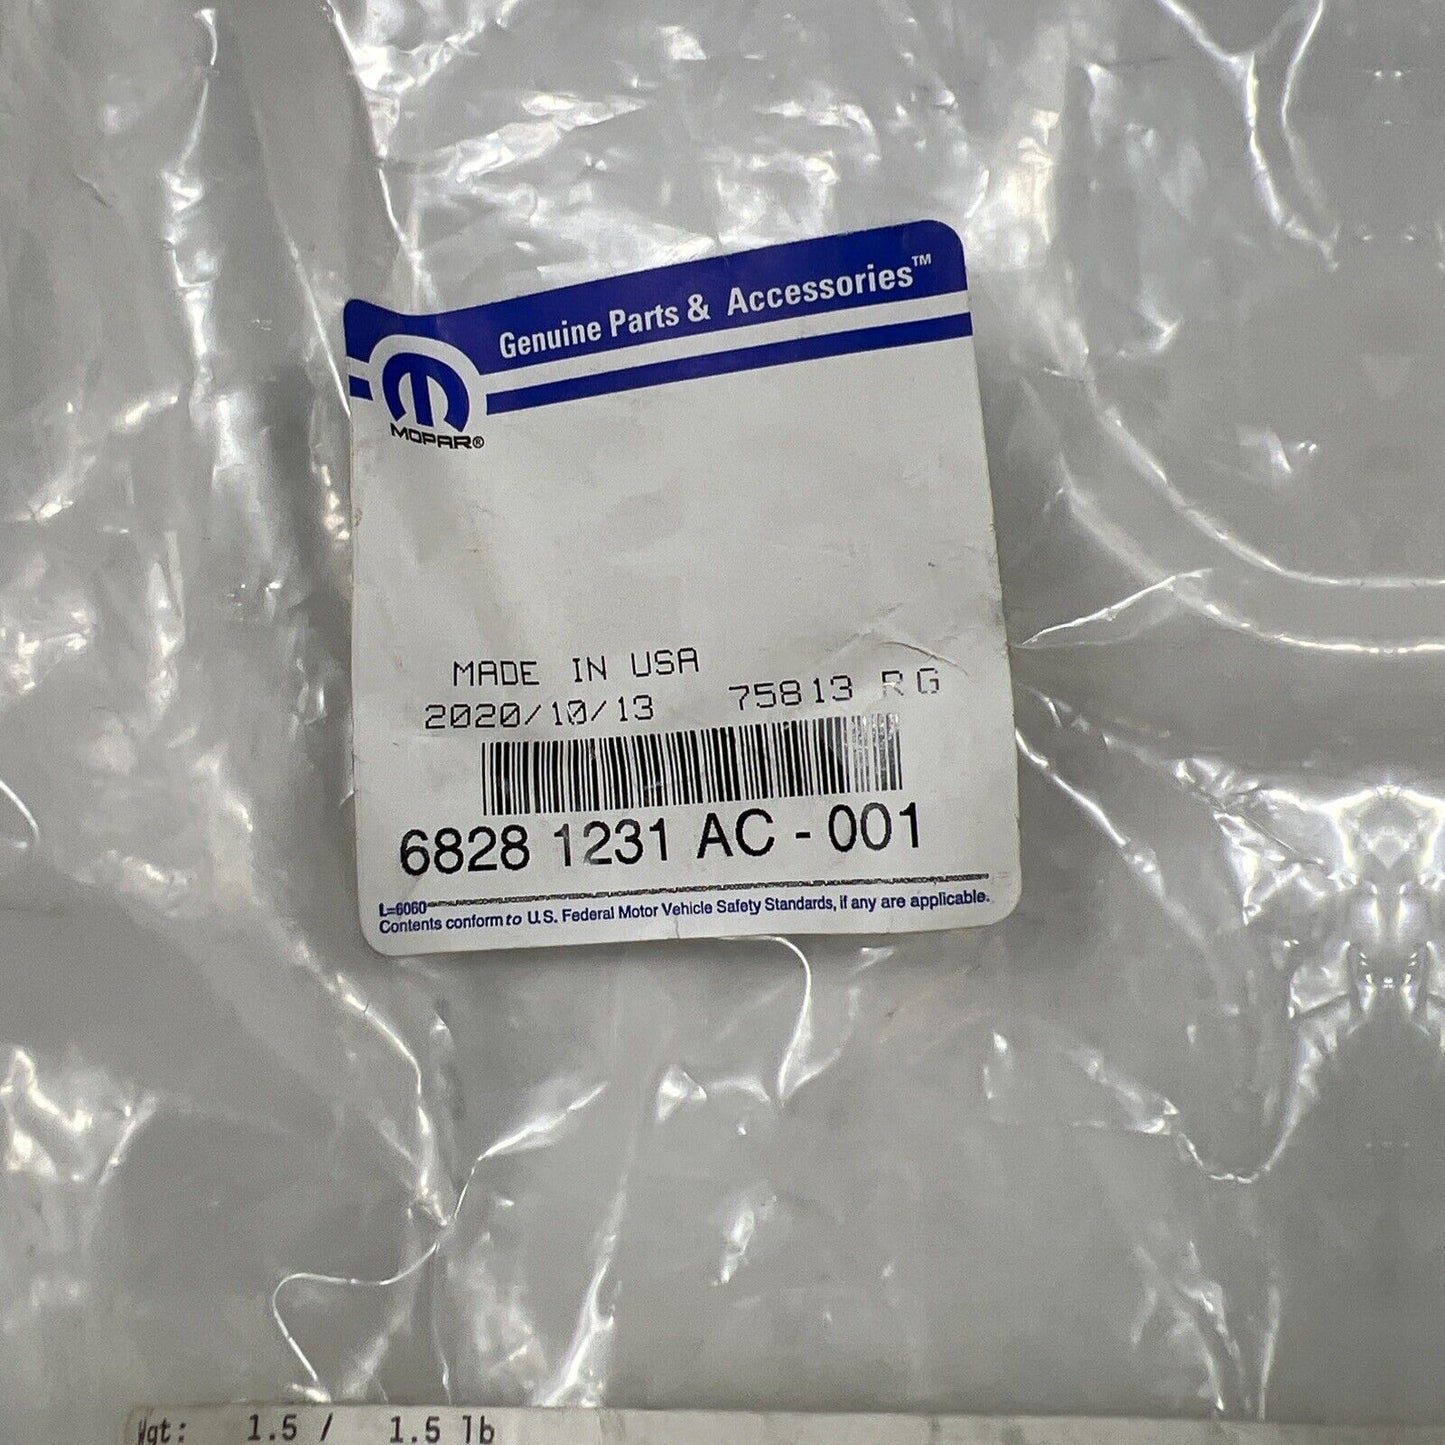 Genuine Parts & Accessories™
MOPAR®
MADE IN USA
2020/10/13 75813 RG
6828 1231 AC - 001
L=6060
Contents conform to U.S. Federal Motor Vehicle Safety Standards, if any are applicable.
Wgt: 1.5 / 1.5 lb